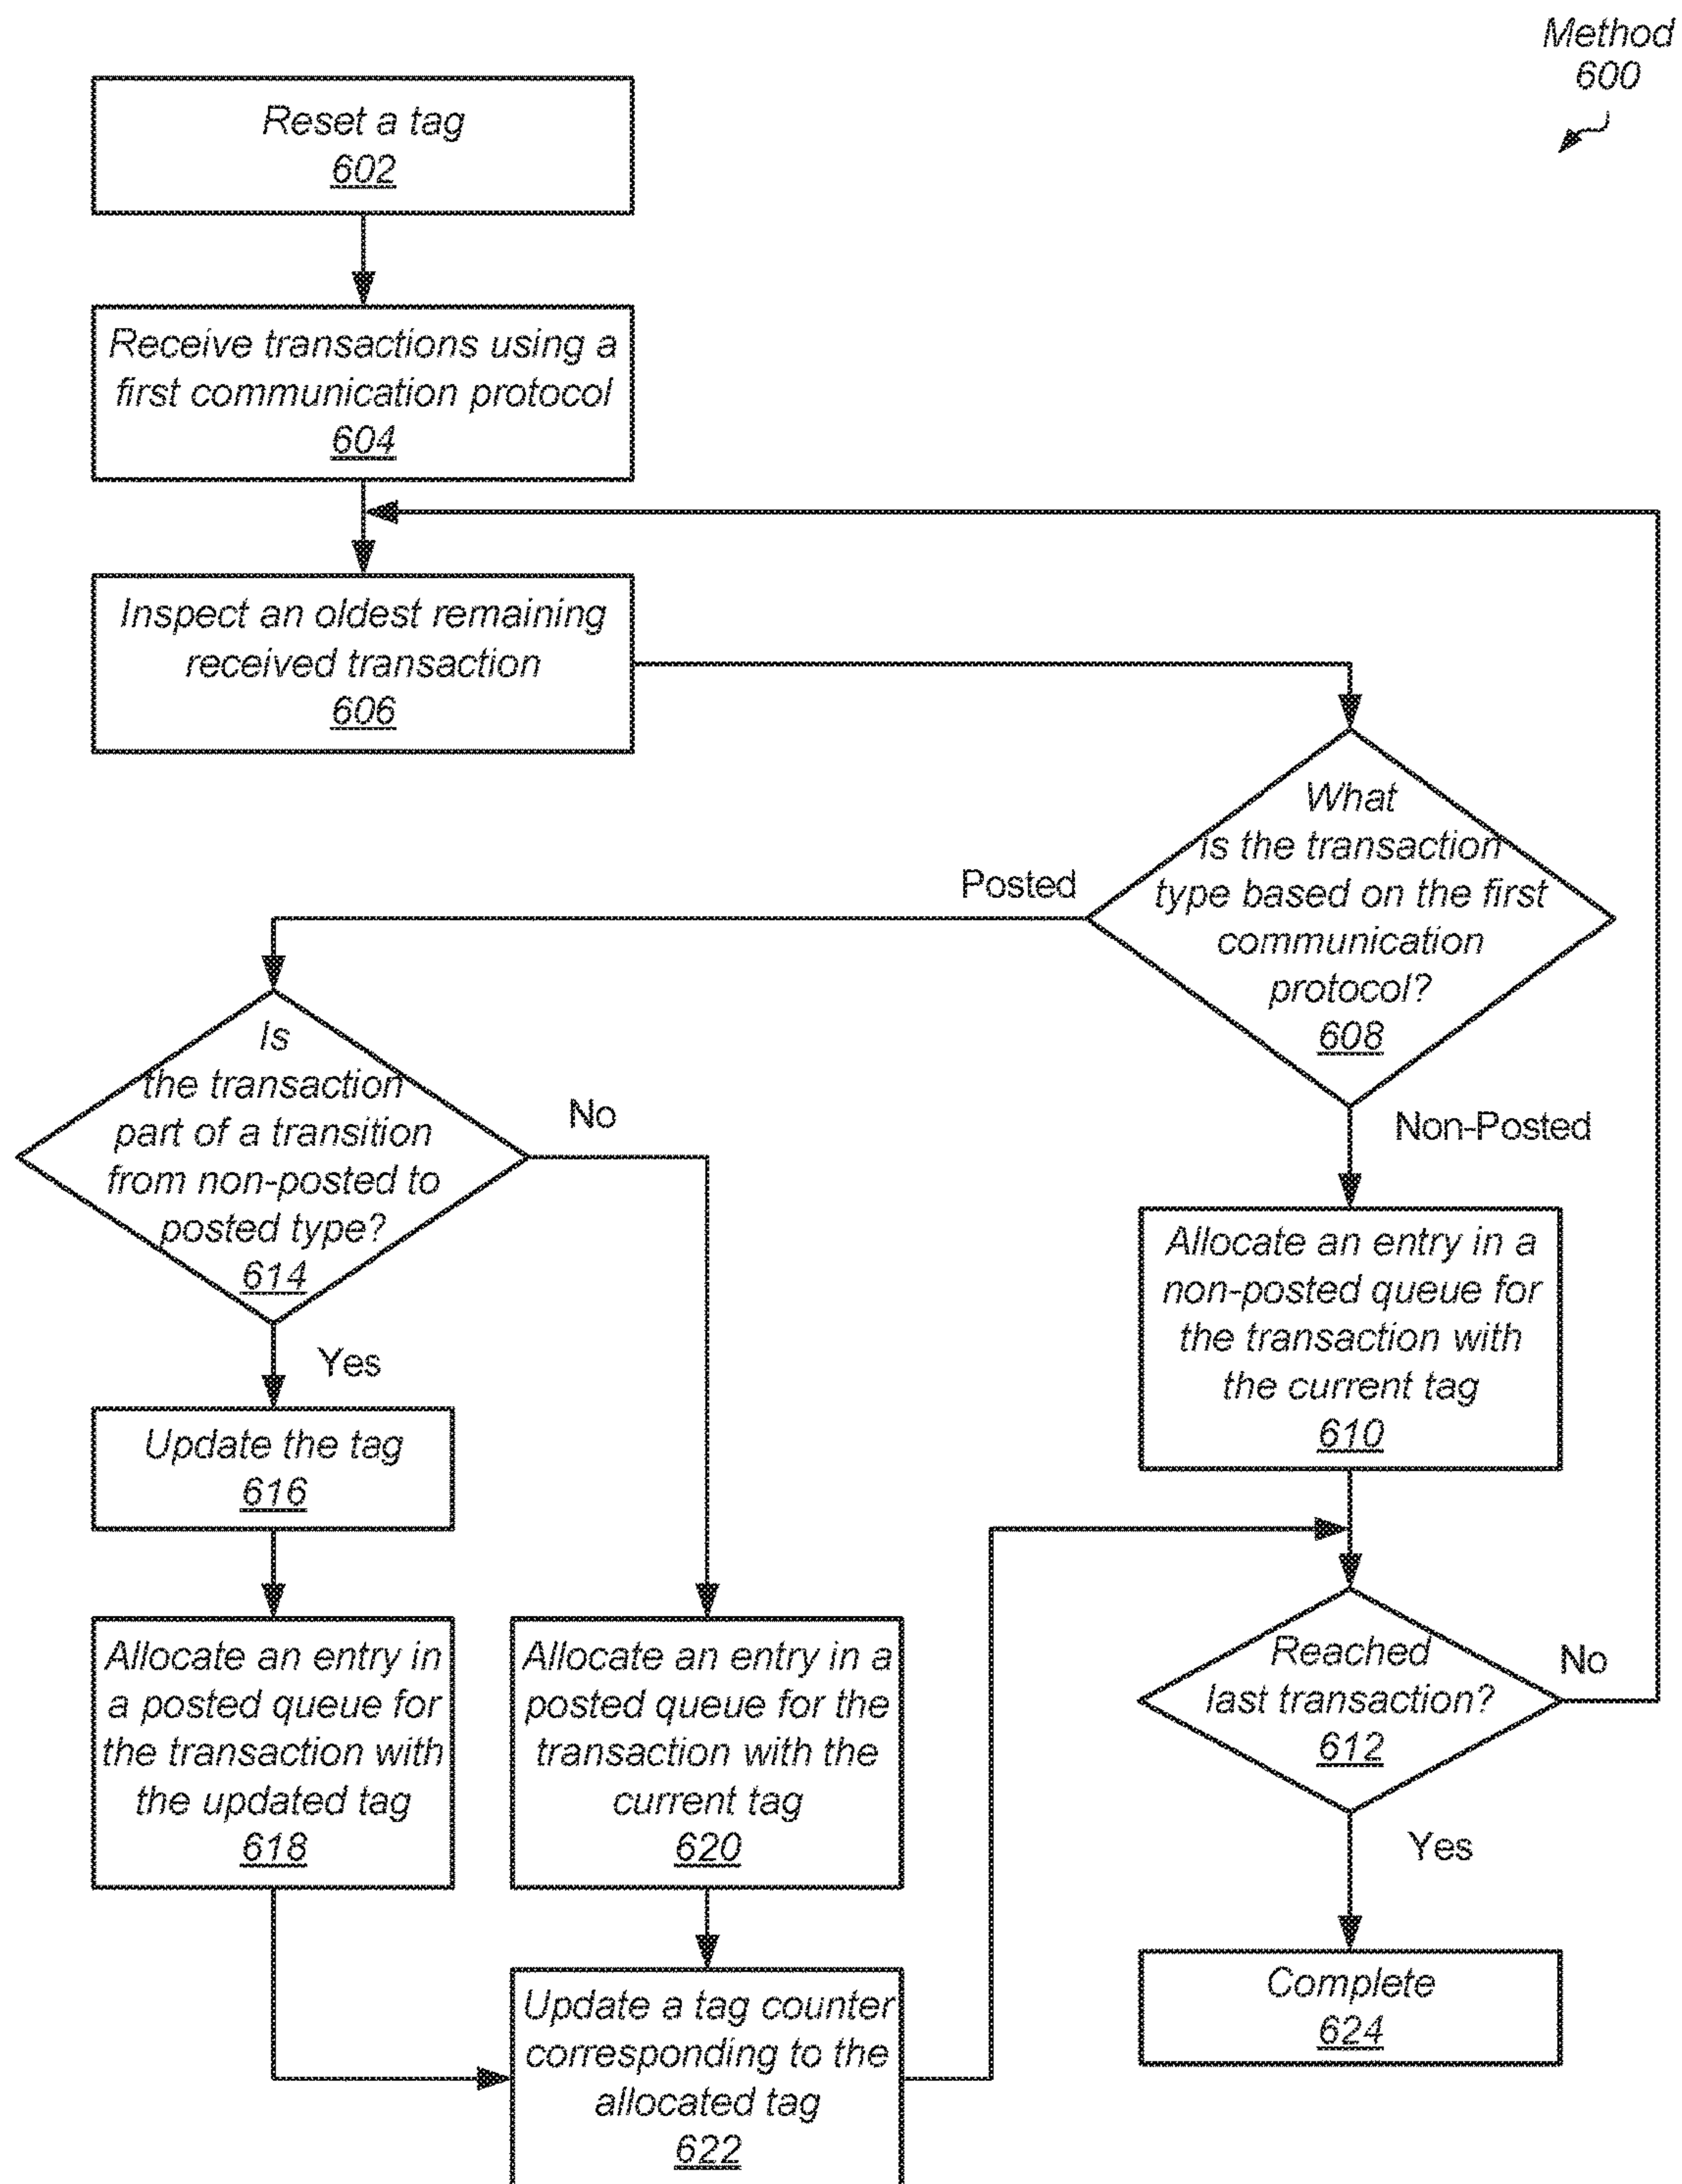 Method
600
Reset a tag
602
Receive transactions using a
first communication protocol
604
Inspect an oldest remaining
received transaction
606
What
is the transaction
type based on the first
communication
protocol?
608
Posted
Non-Posted
Is
the transaction
part of a transition
from non-posted to
posted type?
614
No
Yes
Allocate an entry in a
non-posted queue for
the transaction with
the current tag
610
Update the tag
616
Allocate an entry in
a posted queue for
the transaction with
the updated tag
618
Allocate an entry in a
posted queue for the
transaction with the
current tag
620
Reached
last transaction?
612
No
Yes
Update a tag counter
corresponding to the
allocated tag
622
Complete
624